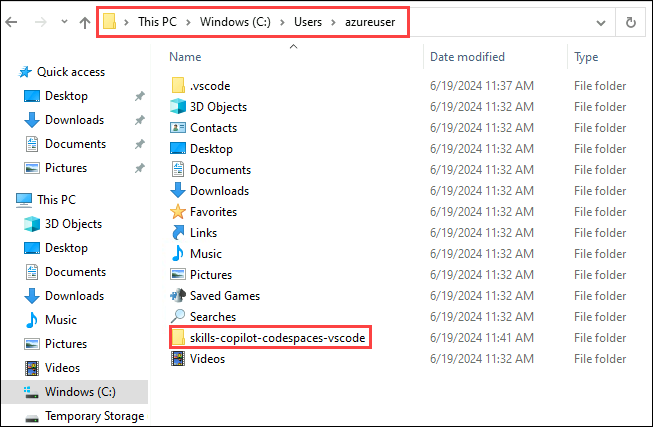 This PC > Windows (C:) > Users > azureuser
Name Date modified Type
Quick access
Desktop
Downloads
Documents
Pictures
This PC
3D Objects
Desktop
Documents
Downloads
Music
Pictures
Videos
Windows (C:)
Temporary Storage
.vscode 6/19/2024 11:37 AM File folder
3D Objects 6/19/2024 11:32 AM File folder
Contacts 6/19/2024 11:32 AM File folder
Desktop 6/19/2024 11:32 AM File folder
Documents 6/19/2024 11:32 AM File folder
Downloads 6/19/2024 11:32 AM File folder
Favorites 6/19/2024 11:32 AM File folder
Links 6/19/2024 11:32 AM File folder
Music 6/19/2024 11:32 AM File folder
Pictures 6/19/2024 11:32 AM File folder
Saved Games 6/19/2024 11:32 AM File folder
Searches 6/19/2024 11:32 AM File folder
skills-copilot-codespaces-vscode 6/19/2024 11:41 AM File folder
Videos 6/19/2024 11:32 AM File folder